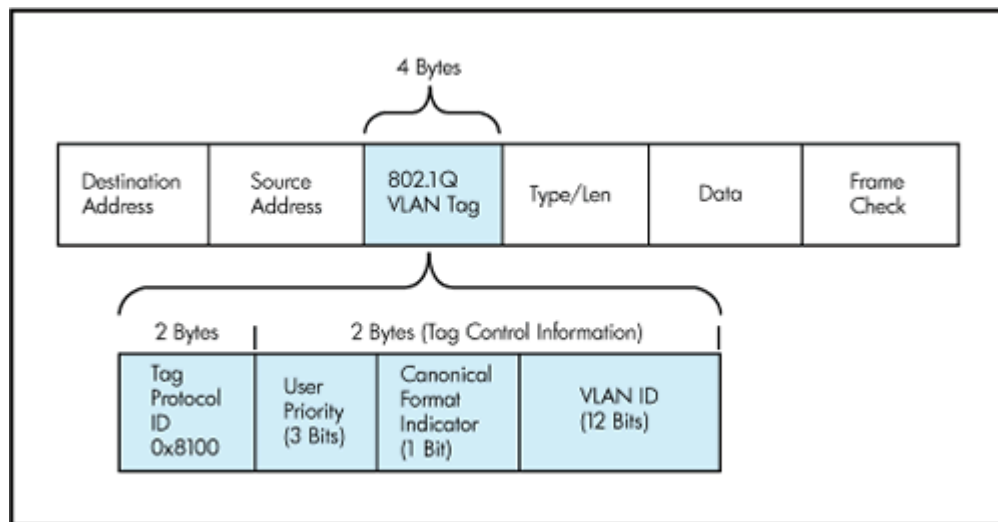 4 Bytes
Destination
Address
Source
Address
802.1Q
VLAN Tag
Type/Len
Data
Frame
Check
2 Bytes
2 Bytes (Tag Control Information)
Tag
Protocol
ID
0x8100
User
Priority
(3 Bits)
Canonical
Format
Indicator
(1 Bit)
VLAN ID
(12 Bits)